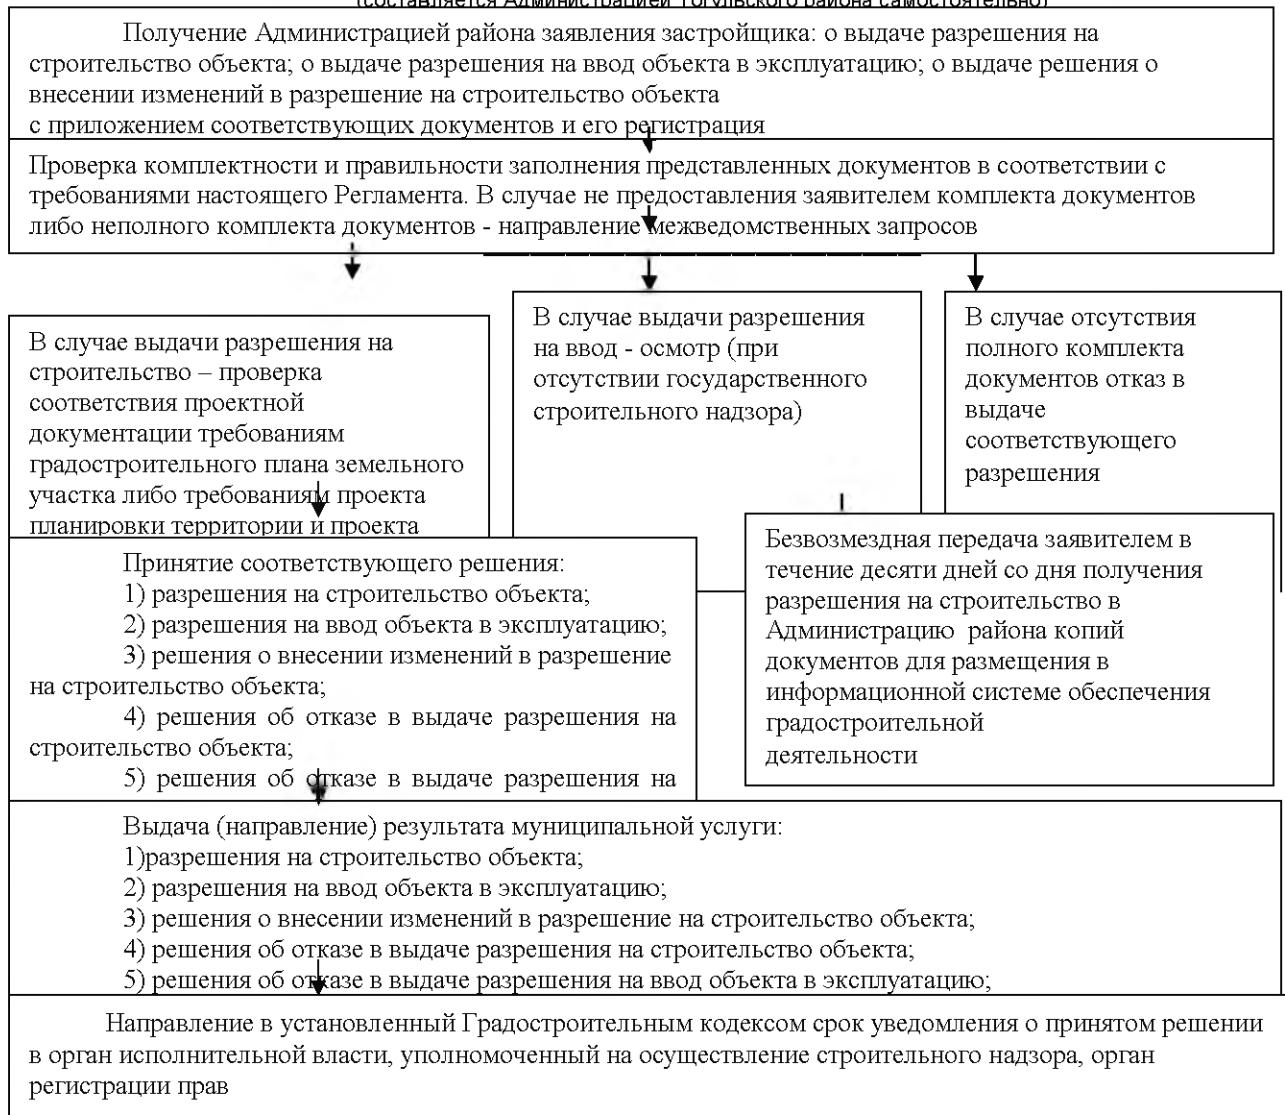 (составляется Администрацией Тогульского района самостоятельно)
Получение Администрацией района заявления застройщика: о выдаче разрешения на
строительство объекта; о выдаче разрешения на ввод объекта в эксплуатацию; о выдаче решения о
внесении изменений в разрешение на строительство объекта
с приложением соответствующих документов и его регистрация
Проверка комплектности и правильности заполнения представленных документов в соответствии с
требованиями настоящего Регламента. В случае не предоставления заявителем комплекта документов
либо неполного комплекта документов - направление межведомственных запросов
В случае выдачи разрешения на
строительство – проверка
соответствия проектной
документации требованиям
градостроительного плана земельного
участка либо требованиям проекта
планировки территории и проекта
В случае выдачи разрешения
на ввод - осмотр (при
отсутствии государственного
строительного надзора)
В случае отсутствия
полного комплекта
документов отказ в
выдаче
соответствующего
разрешения
Принятие соответствующего решения:
1) разрешения на строительство объекта;
2) разрешения на ввод объекта в эксплуатацию;
3) решения о внесении изменений в разрешение
на строительство объекта;
4) решения об отказе в выдаче разрешения на
строительство объекта;
5) решения об отказе в выдаче разрешения на
Безвозмездная передача заявителем в
течение десяти дней со дня получения
разрешения на строительство в
Администрацию района копий
документов для размещения в
информационной системе обеспечения
градостроительной
деятельности
Выдача (направление) результата муниципальной услуги:
1)разрешения на строительство объекта;
2) разрешения на ввод объекта в эксплуатацию;
3) решения о внесении изменений в разрешение на строительство объекта;
4) решения об отказе в выдаче разрешения на строительство объекта;
5) решения об отказе в выдаче разрешения на ввод объекта в эксплуатацию;
Направление в установленный Градостроительным кодексом срок уведомления о принятом решении
в орган исполнительной власти, уполномоченный на осуществление строительного надзора, орган
регистрации прав